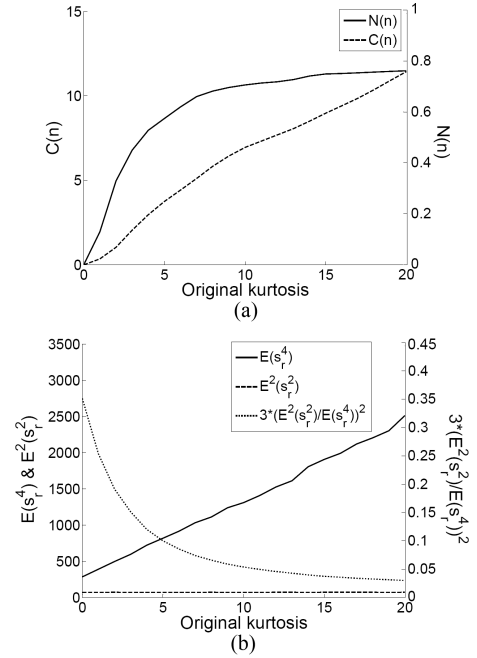 15
1
N(n)
C(n)
0.8
10
0.6
C(n)
N(n)
0.4
5
0.2
0
0
0
5
10
15
20
Original kurtosis
(a)
3500
0.45
E(s_r^4)
E^2(s_r^2)
3*(E^2(s_r^2)/E(s_r^4))^2
3000
0.4
0.35
2500
0.3
2000
0.25
E(s_r^4) & E^2(s_r^2)
3*(E^2(s_r^2)/E(s_r^4))^2
0.2
1500
0.15
1000
0.1
500
0.05
0
0
0
5
10
15
20
Original kurtosis
(b)